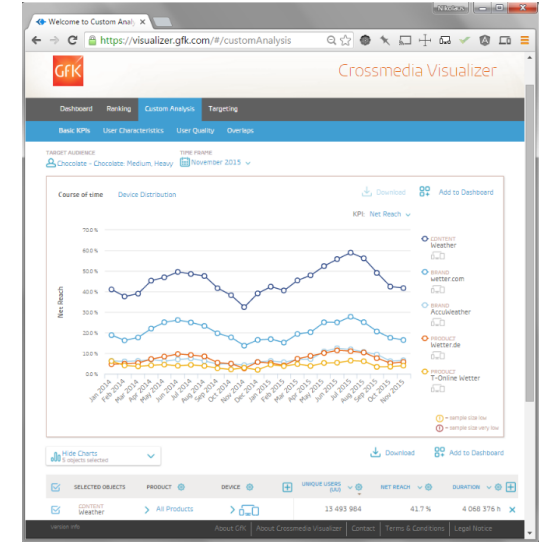 Nikolaus
Welcome to Custom Analy
https://visualizer.gfk.com/#/customAnalysis
GfK
Crossmedia Visualizer
Dashboard Ranking Custom Analysis Targeting
Basic KPIs User Characteristics User Quality Overlaps
TARGET AUDIENCE TIME FRAME
Chocolate - Chocolate: Medium, Heavy November 2015
Course of time Device Distribution Download Add to Dashboard
KPI: Net Reach
Net Reach
70.0 %
60.0 %
50.0 %
40.0 %
30.0 %
20.0 %
10.0 %
0.0 %
Jan 2014 Feb 2014 Mar 2014 Apr 2014 May 2014 Jun 2014 Jul 2014 Aug 2014 Sep 2014 Oct 2014 Nov 2014 Dec 2014 Jan 2015 Feb 2015 Mar 2015 Apr 2015 May 2015 Jun 2015 Jul 2015 Aug 2015 Sep 2015 Oct 2015 Nov 2015
CONTENT
Weather
BRAND
wetter.com
BRAND
AccuWeather
PRODUCT
Wetter.de
PRODUCT
T-Online Wetter
= sample size low
= sample size very low
Hide Charts
5 objects selected
Download Add to Dashboard
SELECTED OBJECTS PRODUCT DEVICE UNIQUE USERS NET REACH DURATION
CONTENT
Weather All Products 13 493 984 41.7 % 4 068 376 h
Version Info About GfK About Crossmedia Visualizer Contact Terms & Conditions Legal Notice